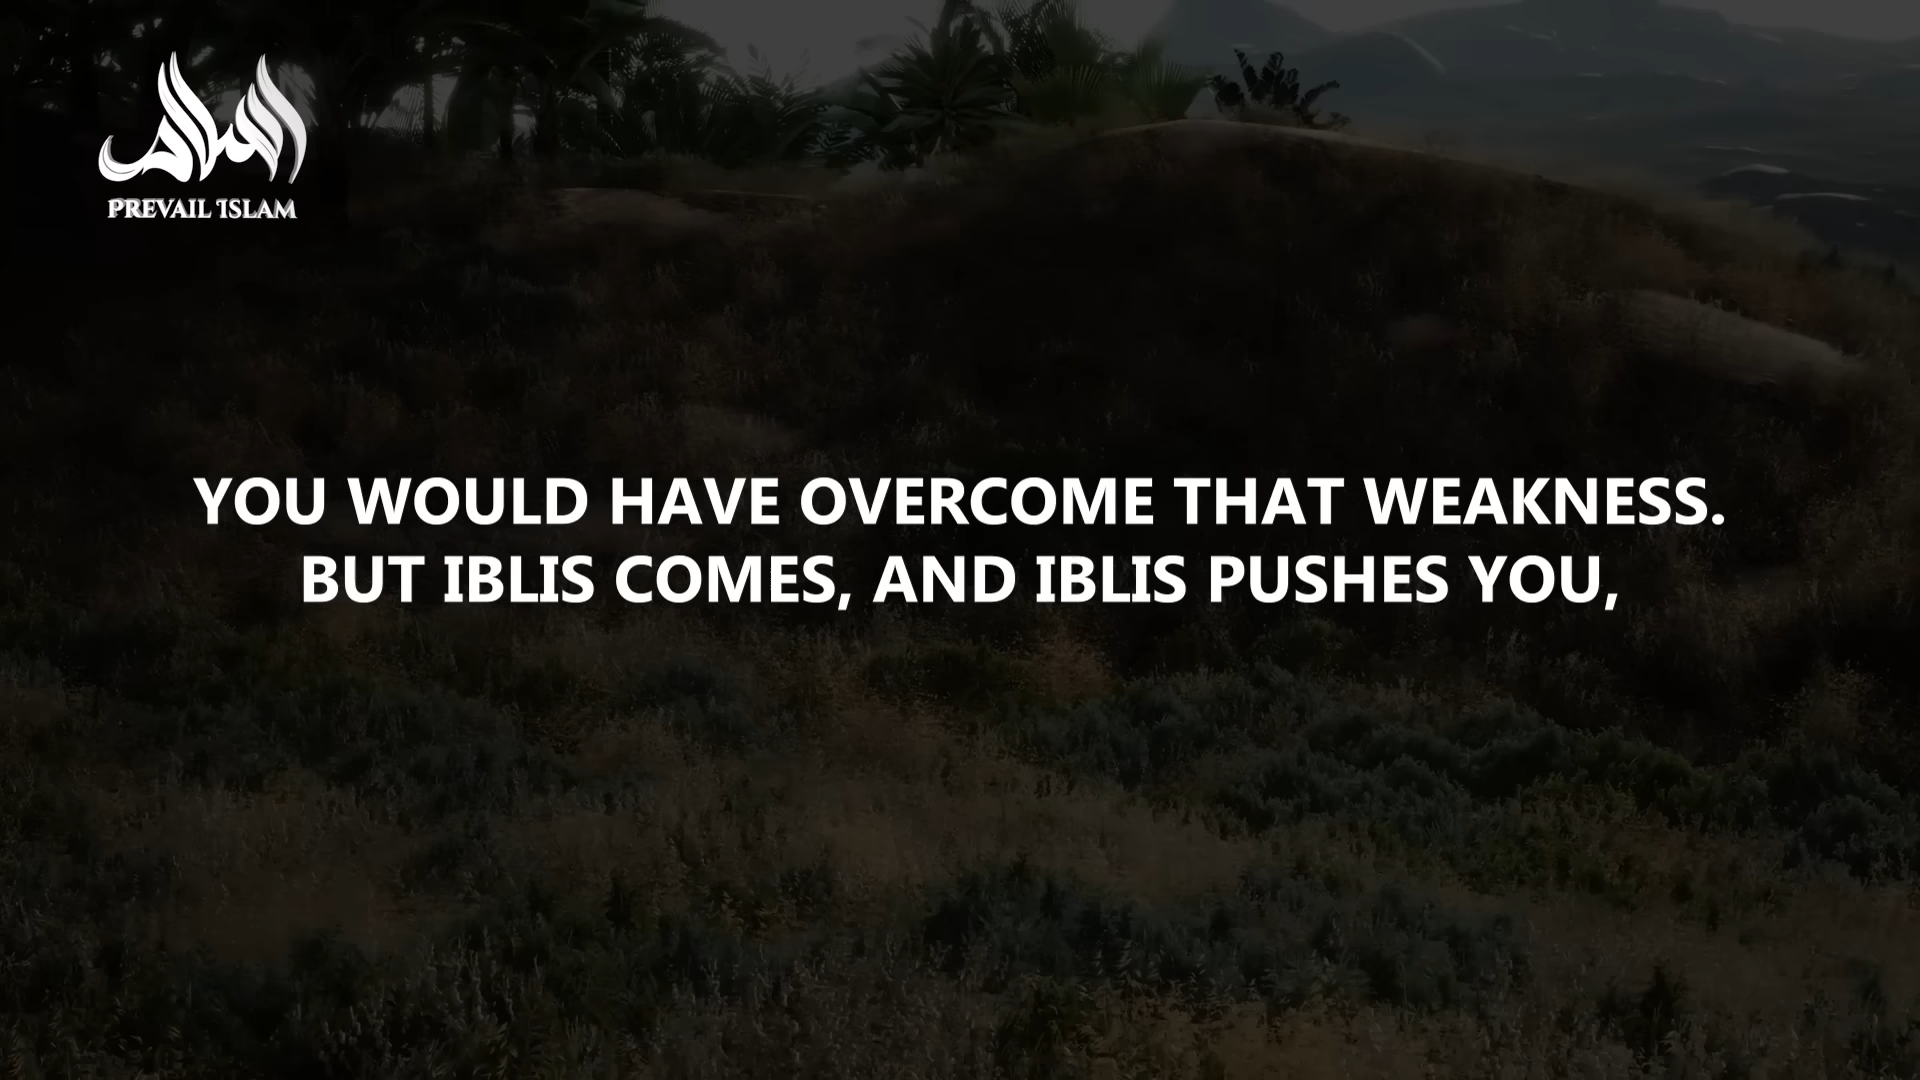 PREVAIL ISLAM
YOU WOULD HAVE OVERCOME THAT WEAKNESS.
BUT IBLIS COMES, AND IBLIS PUSHES YOU,